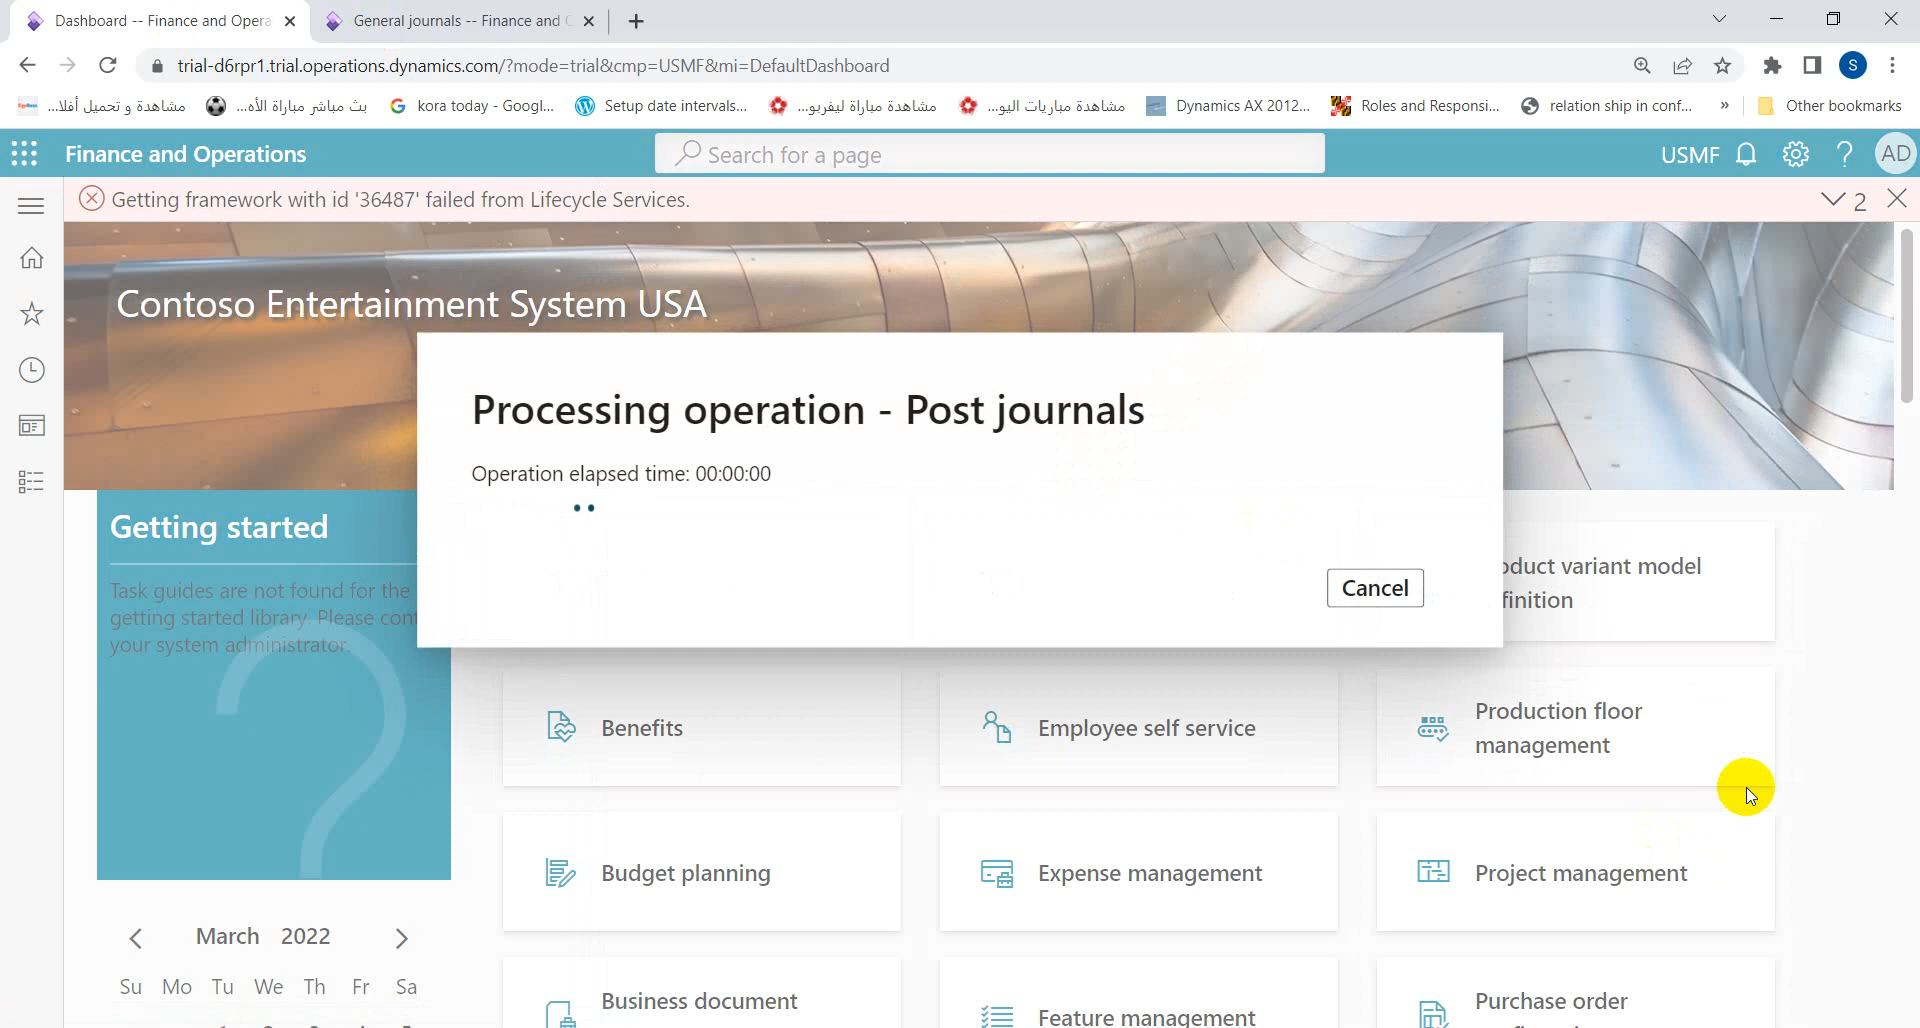 Dashboard -- Finance and Opera
General journals -- Finance and
trial-d6rpr1.trial.operations.dynamics.com/?mode=trial&cmp=USMF&mi=DefaultDashboard
S
مشاهدة و تحميل أفلا...
بث مباشر مباراة الأه...
kora today - Googl...
Setup date intervals...
مشاهدة مباراة ليفربو...
مشاهدة مباريات اليو...
Dynamics AX 2012...
Roles and Responsi...
relation ship in conf...
»
Other bookmarks
Finance and Operations
Search for a page
USMF
AD
Getting framework with id '36487' failed from Lifecycle Services.
2
Contoso Entertainment System USA
Processing operation - Post journals
Operation elapsed time: 00:00:00
Cancel
Getting started
Task guides are not found for the
getting started library. Please cont
your system administrator.
oduct variant model
finition
Benefits
Employee self service
Production floor
management
Budget planning
Expense management
Project management
March 2022
Su Mo Tu We Th Fr Sa
Business document
Feature management
Purchase order